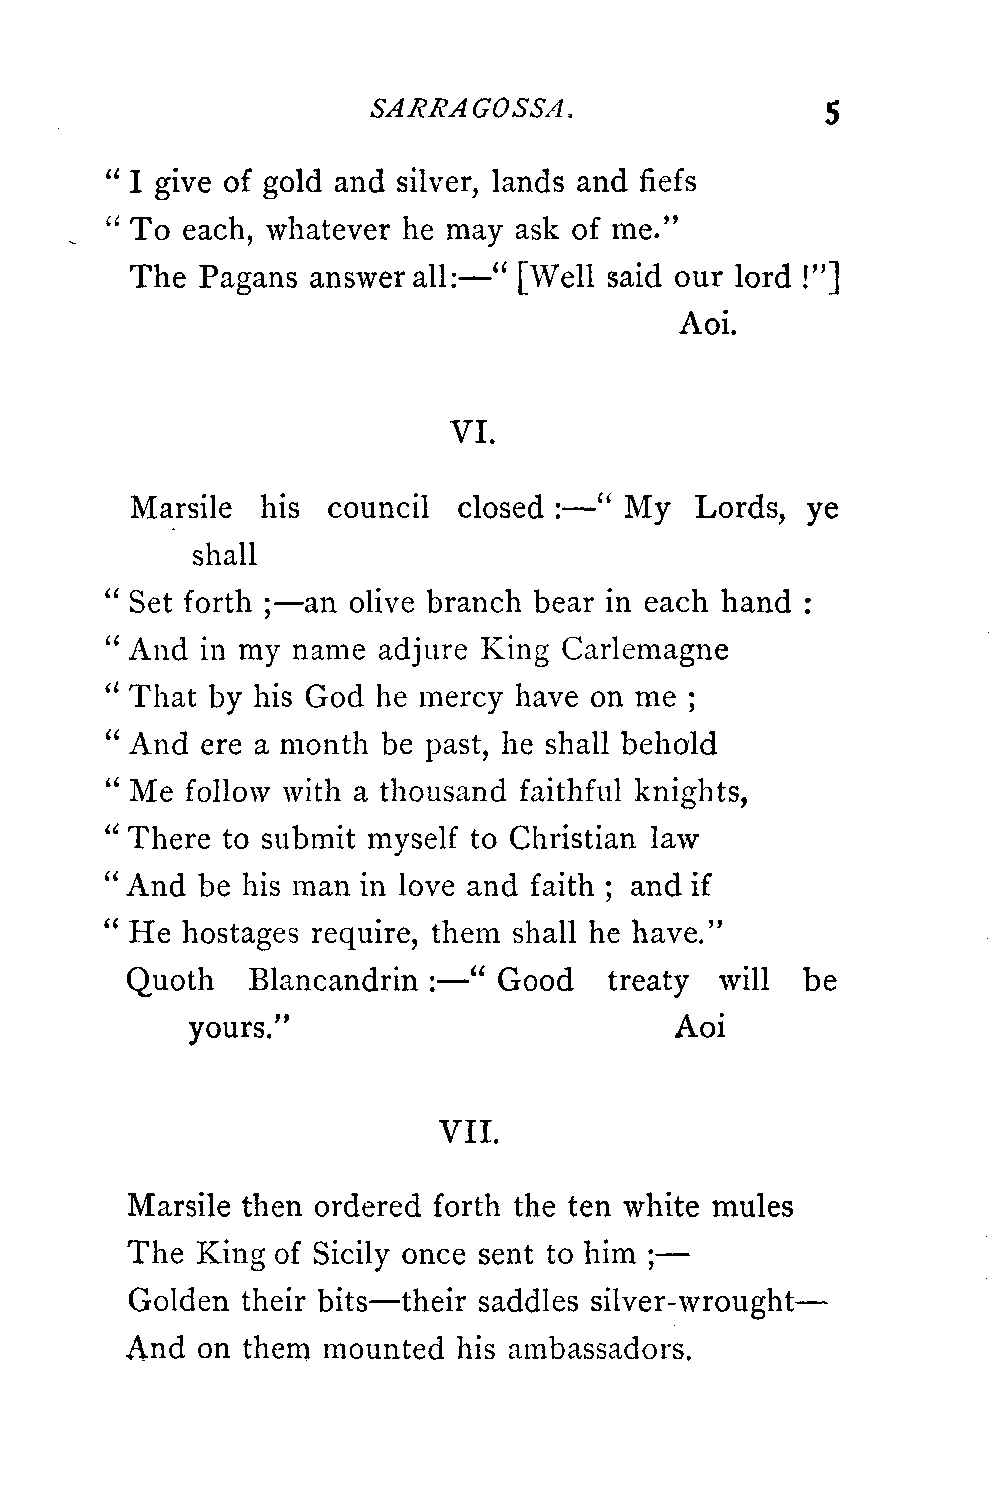 SARRAGOSSA. 5
“ I give of gold and silver, lands and fiefs
“ To each, whatever he may ask of me.”
The Pagans answer all:—“ [Well said our lord !”]
Aoi.
VI.
Marsile his council closed :—“ My Lords, ye
shall
“ Set forth ;—an olive branch bear in each hand :
“ And in my name adjure King Carlemagne
“ That by his God he mercy have on me ;
“ And ere a month be past, he shall behold
“ Me follow with a thousand faithful knights,
“ There to submit myself to Christian law
“ And be his man in love and faith ; and if
“ He hostages require, them shall he have.”
Quoth Blancandrin :—“ Good treaty will be
yours.” Aoi
VII.
Marsile then ordered forth the ten white mules
The King of Sicily once sent to him ;—
Golden their bits—their saddles silver-wrought—
And on them mounted his ambassadors.